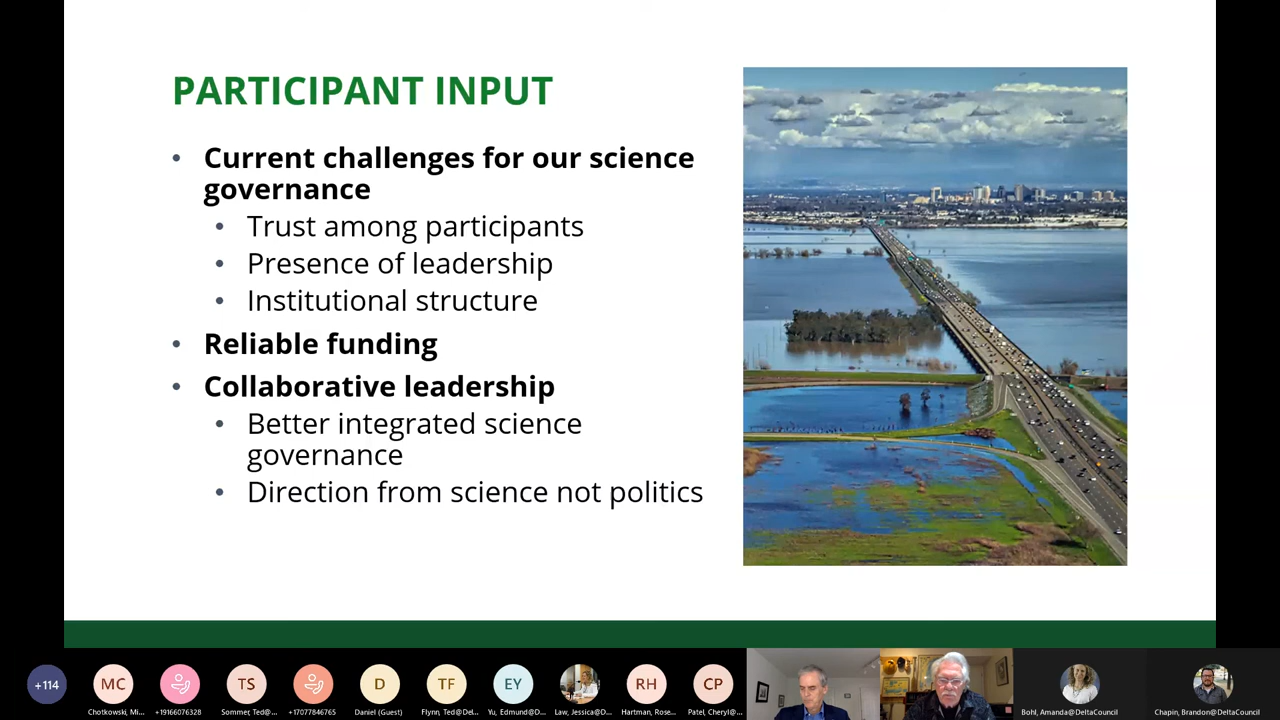 PARTICIPANT INPUT
• Current challenges for our science
governance
• Trust among participants
• Presence of leadership
• Institutional structure
• Reliable funding
• Collaborative leadership
• Better integrated science
governance
• Direction from science not politics
+114
MC
TS
D
TF
EY
RH
CP
Chotkowski, Mi...
+19166076328
Sommer, Ted@...
+17077846765
Daniel (Guest)
Flynn, Ted@Del...
Yu, Edmund@D...
Law, Jessica@D...
Hartman, Rose...
Patel, Cheryl@...
Bohl, Amanda@DeltaCouncil
Chapin, Brandon@DeltaCouncil